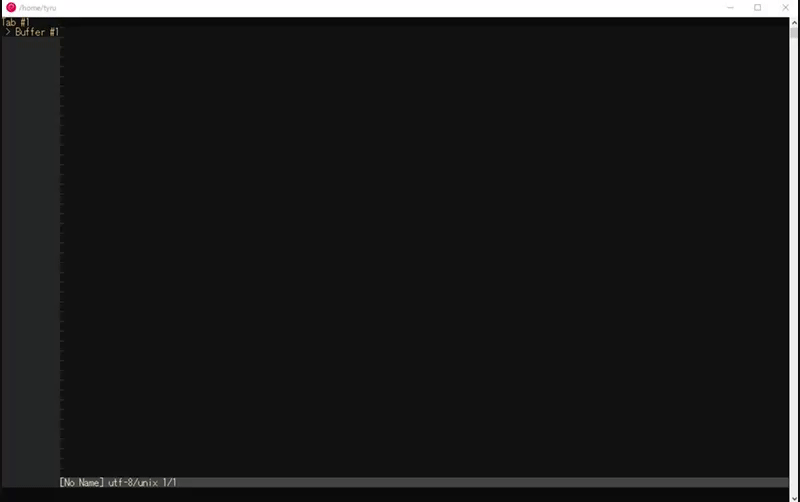 /home/tyru
Tab #1
> Buffer #1
[No Name] utf-8/unix 1/1